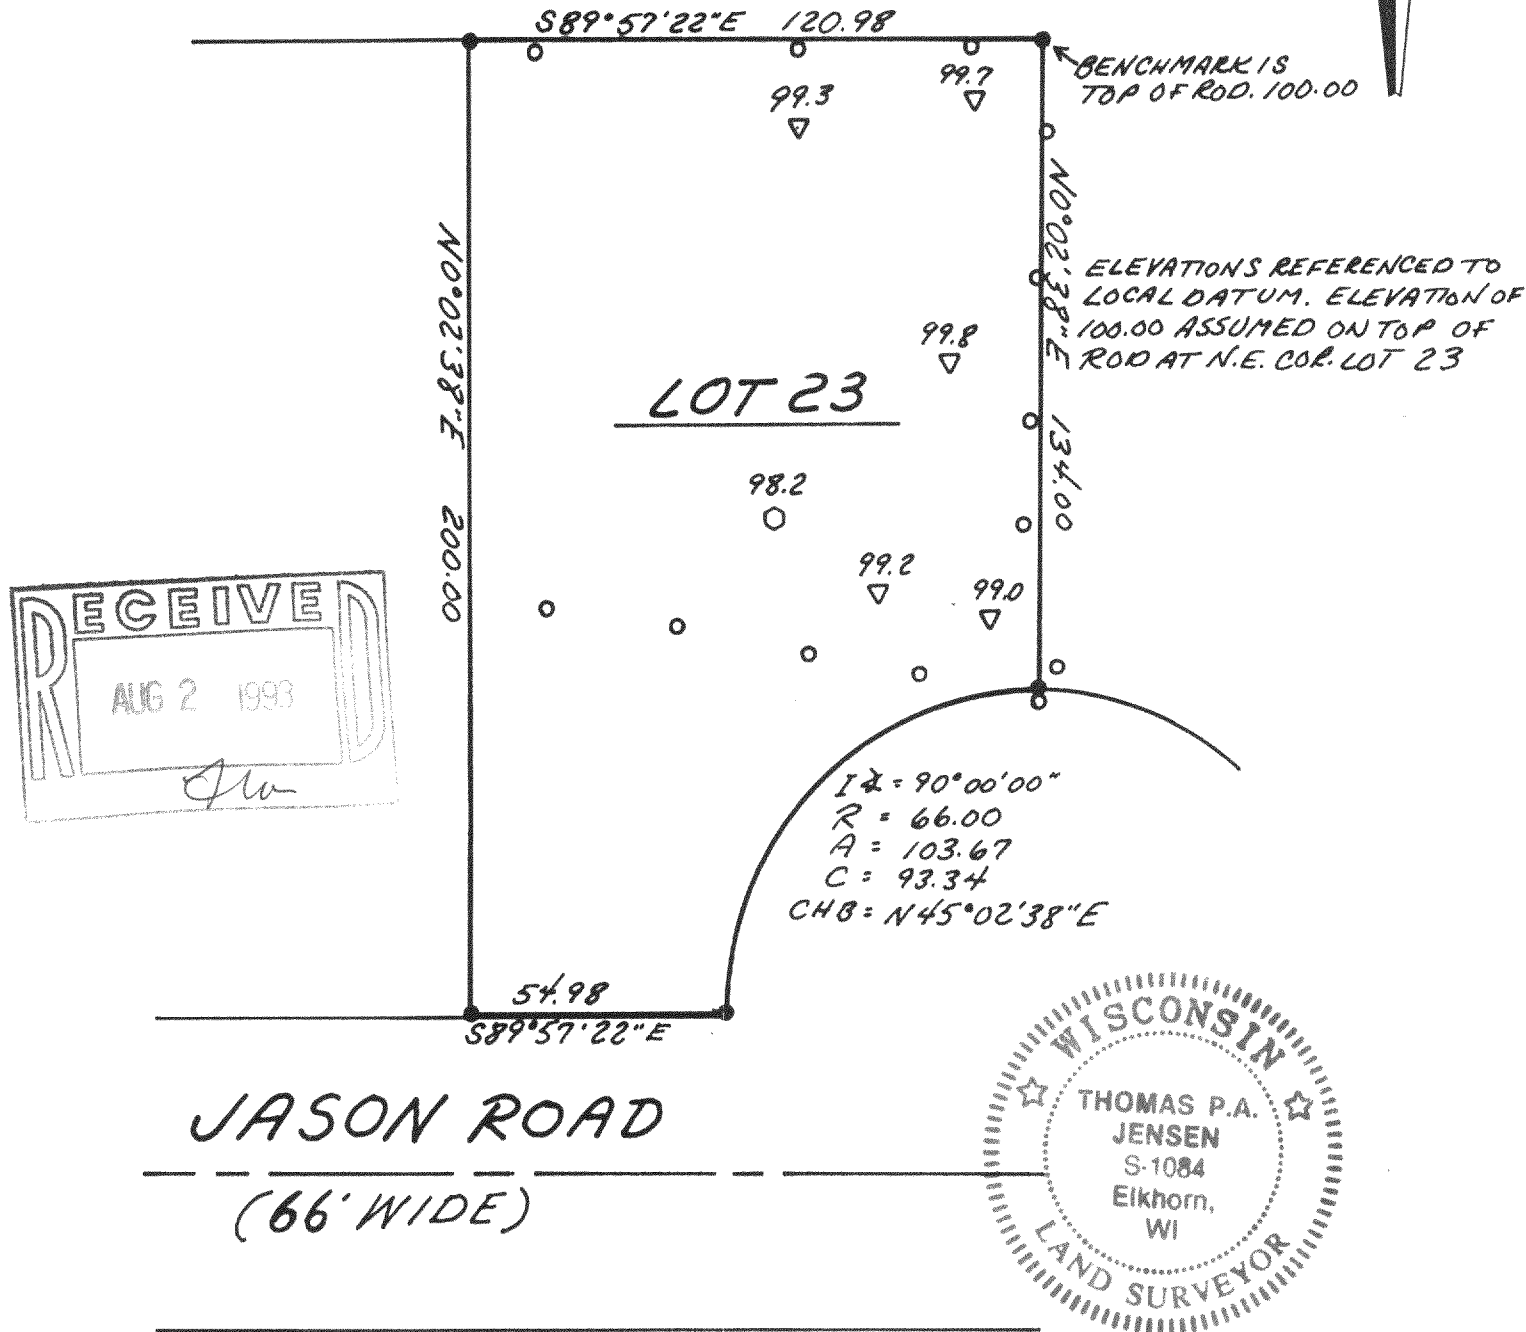 S89°57'22"E 120.98
BENCHMARK IS
TOP OF ROD. 100.00
99.7
99.3
N0°02'38"E 200.00
N0°02'38"E 134.00
ELEVATIONS REFERENCED TO
LOCAL DATUM. ELEVATION OF
100.00 ASSUMED ON TOP OF
ROD AT N.E. COR. LOT 23
99.8
LOT 23
98.2
99.2
99.0
RECEIVED
AUG 2 1993
I∡ = 90°00'00"
R = 66.00
A = 103.67
C = 93.34
CHB = N45°02'38"E
54.98
S89°57'22"E
JASON ROAD
(66' WIDE)
WISCONSIN
THOMAS P.A.
JENSEN
S-1084
Elkhorn,
WI
LAND SURVEYOR